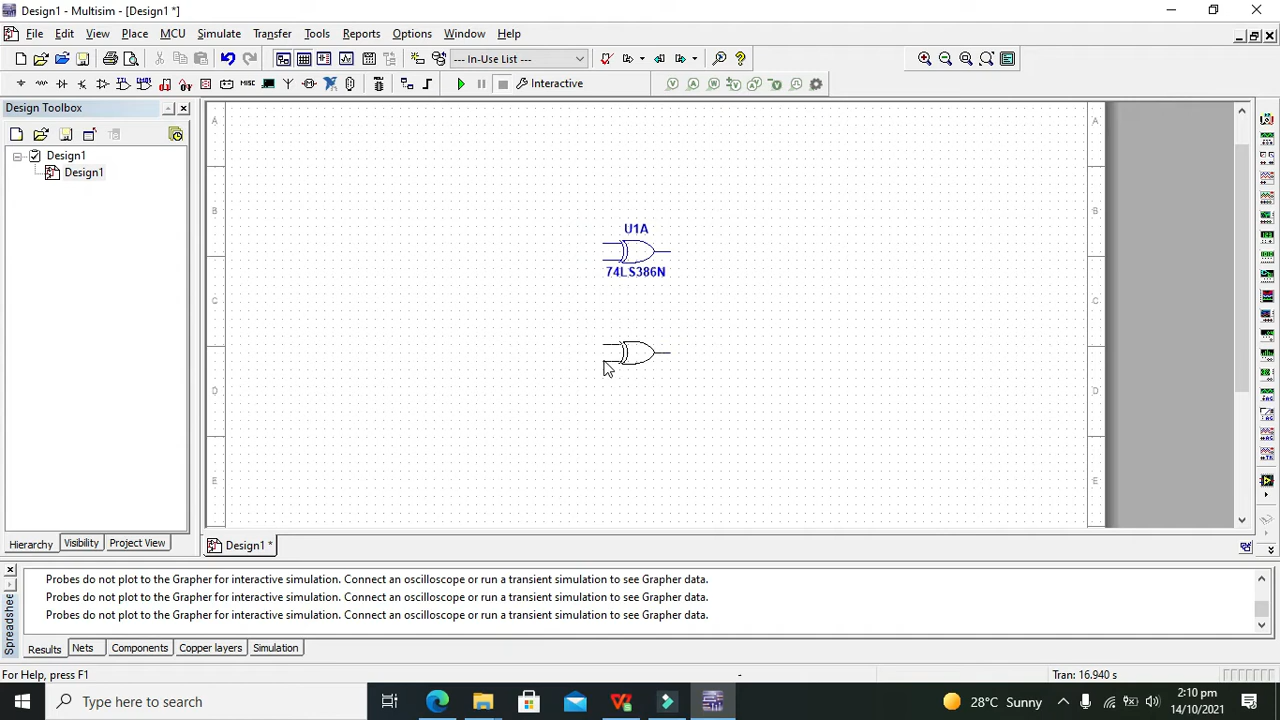 Design1 - Multisim - [Design1 *]
File Edit View Place MCU Simulate Transfer Tools Reports Options Window Help
--- In-Use List ---
MISC
Interactive
Design Toolbox
Design1
Design1
A
A
B
B
C
C
D
D
E
E
U1A
74LS386N
Hierarchy Visibility Project View
Design1 *
Probes do not plot to the Grapher for interactive simulation. Connect an oscilloscope or run a transient simulation to see Grapher data.
Probes do not plot to the Grapher for interactive simulation. Connect an oscilloscope or run a transient simulation to see Grapher data.
Probes do not plot to the Grapher for interactive simulation. Connect an oscilloscope or run a transient simulation to see Grapher data.
Spreadsheet
Results Nets Components Copper layers Simulation
For Help, press F1
-
Tran: 16.940 s
Type here to search
28°C Sunny
2:10 pm
14/10/2021